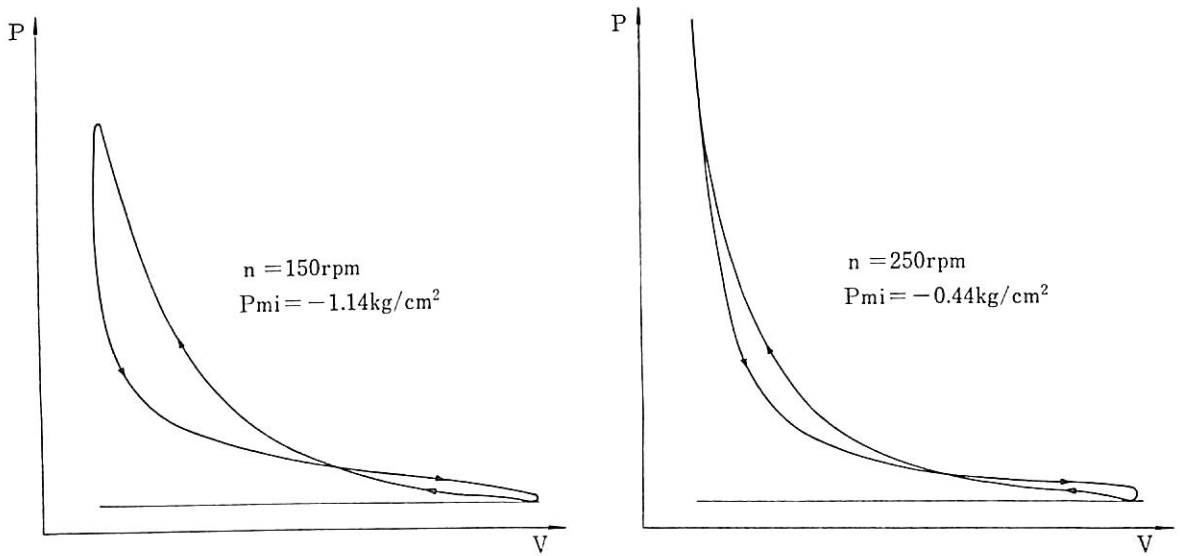 P
n = 150rpm
Pmi = −1.14kg/cm²
V
P
n = 250rpm
Pmi = −0.44kg/cm²
V